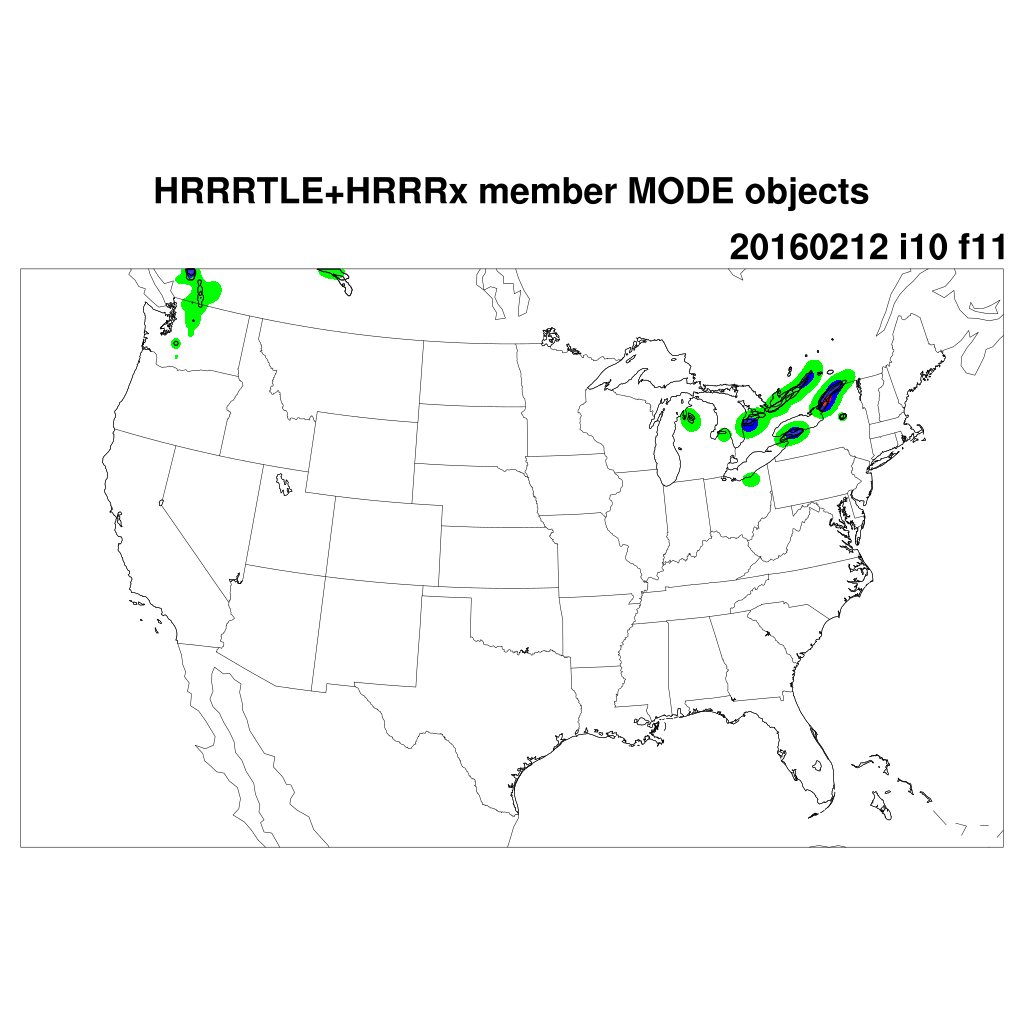 HRRRTLE+HRRRx member MODE objects
20160212 i10 f11